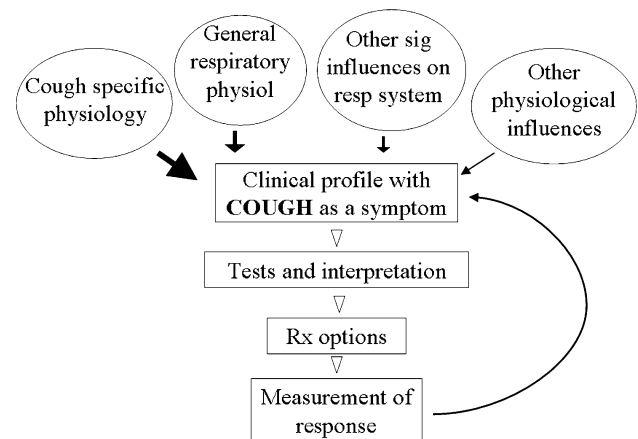 Cough specific
physiology
General
respiratory
physiol
Other sig
influences on
resp system
Other
physiological
influences
Clinical profile with
COUGH as a symptom
Tests and interpretation
Rx options
Measurement of
response